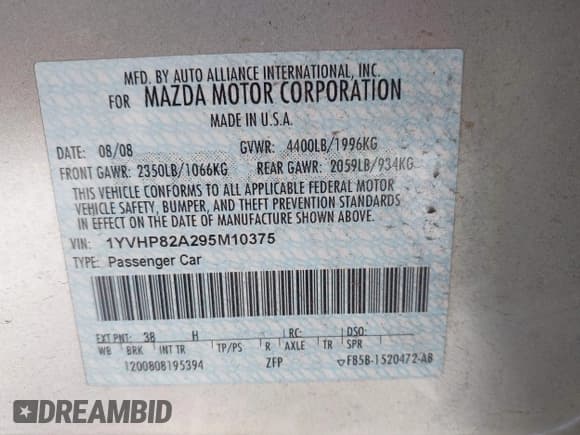 MFD. BY AUTO ALLIANCE INTERNATIONAL, INC.
FOR MAZDA MOTOR CORPORATION
MADE IN U.S.A.
DATE: 08/08 GVWR: 4400LB/1996KG
FRONT GAWR: 2350LB/1066KG REAR GAWR: 2059LB/934KG
THIS VEHICLE CONFORMS TO ALL APPLICABLE FEDERAL MOTOR
VEHICLE SAFETY, BUMPER, AND THEFT PREVENTION STANDARDS
IN EFFECT ON THE DATE OF MANUFACTURE SHOWN ABOVE.
VIN: 1YVHP82A295M10375
TYPE: Passenger Car
EXT PNT: 38 H RC: DSO:
WB BRK INT TR TP/PS R AXLE TR SPR
1200808195394 ZFP FB5B-1520472-AB
DREAMBID